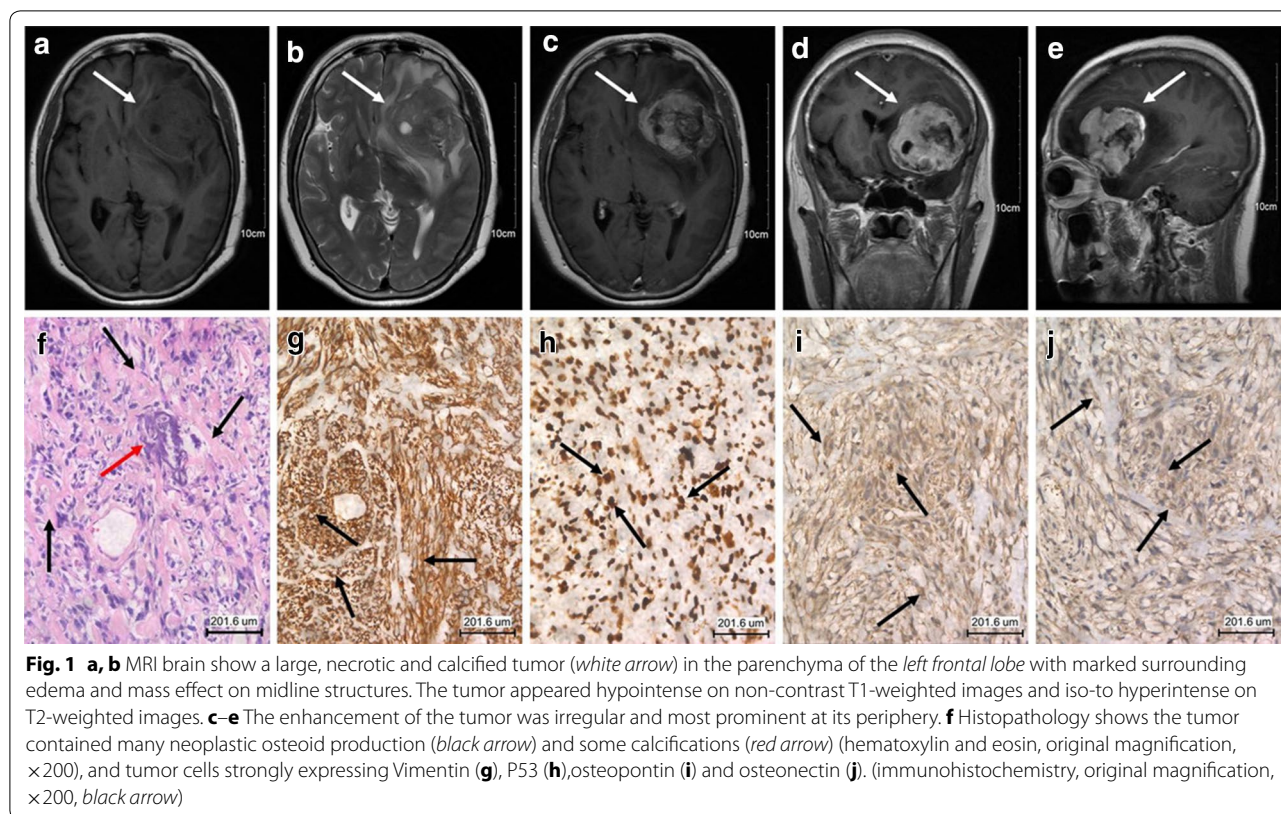 a b c d e
10cm 10cm 10cm 10cm 10cm
f g h i j
201.6 um 201.6 um 201.6 um 201.6 um 201.6 um
Fig. 1 a, b MRI brain show a large, necrotic and calcified tumor (white arrow) in the parenchyma of the left frontal lobe with marked surrounding
edema and mass effect on midline structures. The tumor appeared hypointense on non-contrast T1-weighted images and iso-to hyperintense on
T2-weighted images. c–e The enhancement of the tumor was irregular and most prominent at its periphery. f Histopathology shows the tumor
contained many neoplastic osteoid production (black arrow) and some calcifications (red arrow) (hematoxylin and eosin, original magnification,
×200), and tumor cells strongly expressing Vimentin (g), P53 (h),osteopontin (i) and osteonectin (j). (immunohistochemistry, original magnification,
×200, black arrow)